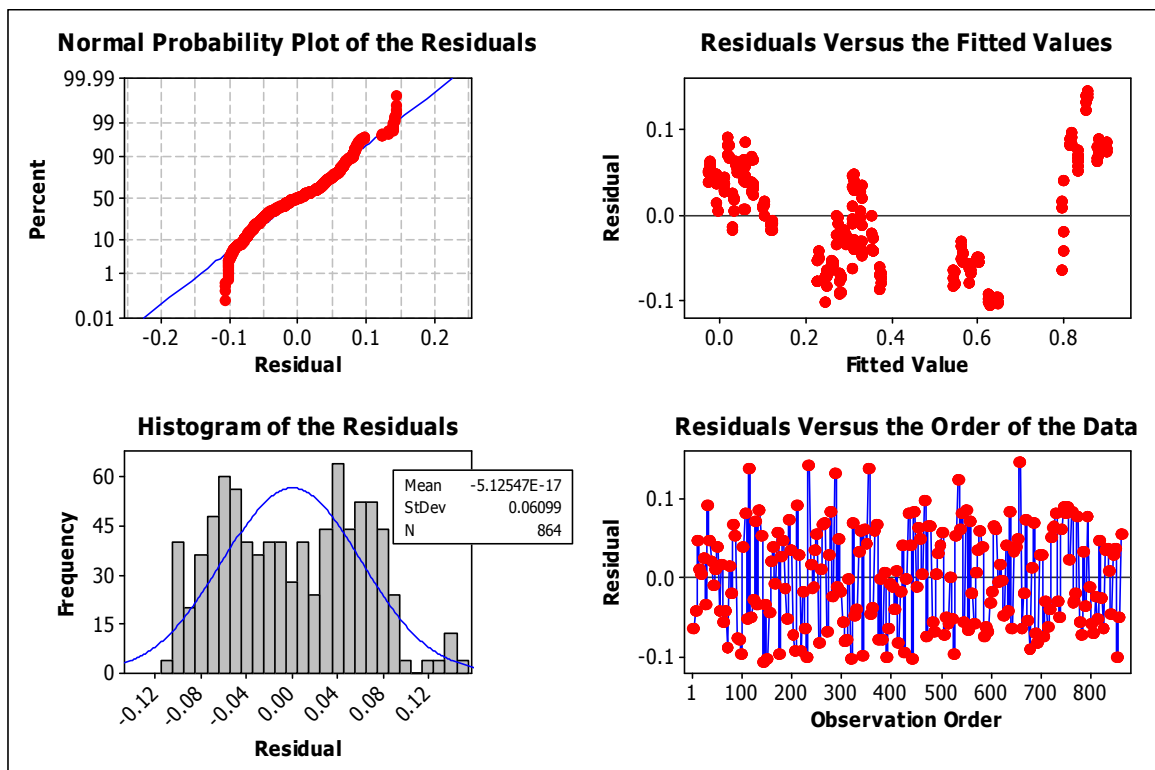 Normal Probability Plot of the Residuals
99.99
99
90
50
10
1
0.01
Percent
-0.2 -0.1 0.0 0.1 0.2
Residual
Residuals Versus the Fitted Values
0.1
0.0
-0.1
Residual
0.0 0.2 0.4 0.6 0.8
Fitted Value
Histogram of the Residuals
60
45
30
15
0
Frequency
-0.12 -0.08 -0.04 0.00 0.04 0.08 0.12
Residual
Mean -5.12547E-17
StDev 0.06099
N 864
Residuals Versus the Order of the Data
0.1
0.0
-0.1
Residual
1 100 200 300 400 500 600 700 800
Observation Order